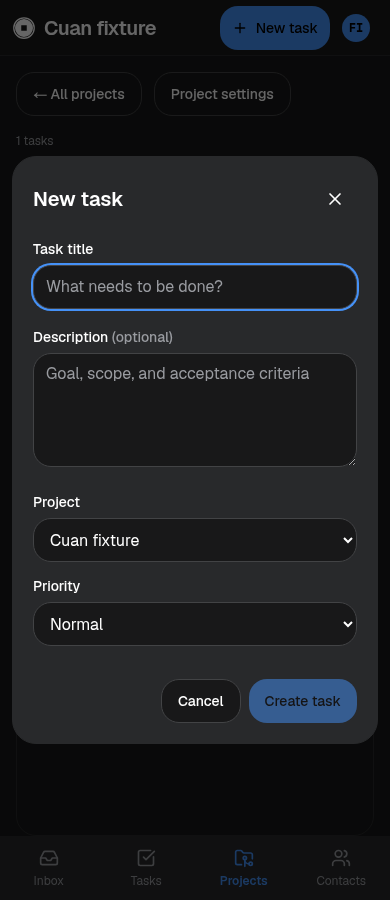 Cuan fixture
+ New task
FI
← All projects
Project settings
1 tasks
New task
Task title
What needs to be done?
Description (optional)
Goal, scope, and acceptance criteria
Project
Cuan fixture
Priority
Normal
Cancel
Create task
Inbox
Tasks
Projects
Contacts